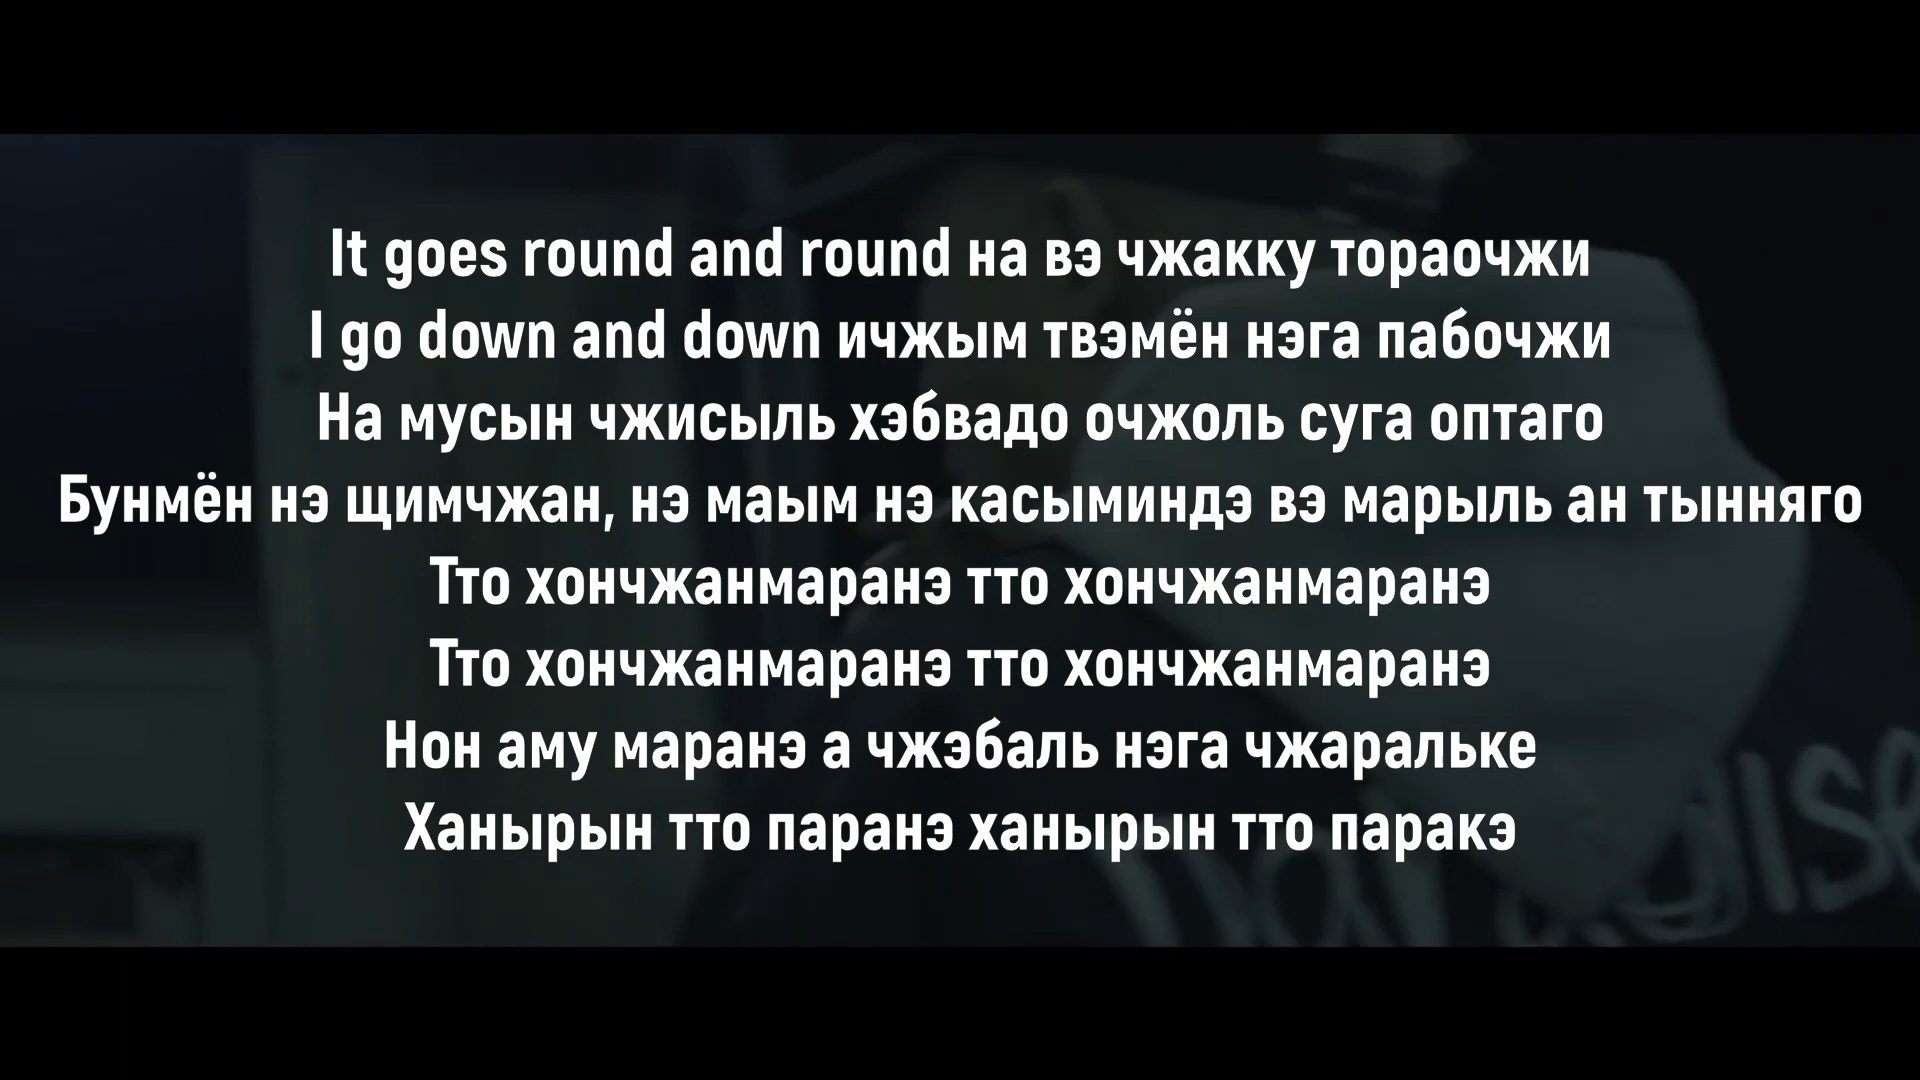 It goes round and round на вэ чжакку тораочжи
I go down and down ичжым твэмён нэга пабочжи
На мусын чжисыль хэбвадо очжоль суга оптаго
Бунмён нэ щимчжан, нэ маым нэ касыминдэ вэ марыль ан тынняго
Тто хончжанмаранэ тто хончжанмаранэ
Тто хончжанмаранэ тто хончжанмаранэ
Нон аму маранэ а чжэбаль нэга чжаральке
Ханырын тто паранэ ханырын тто паракэ